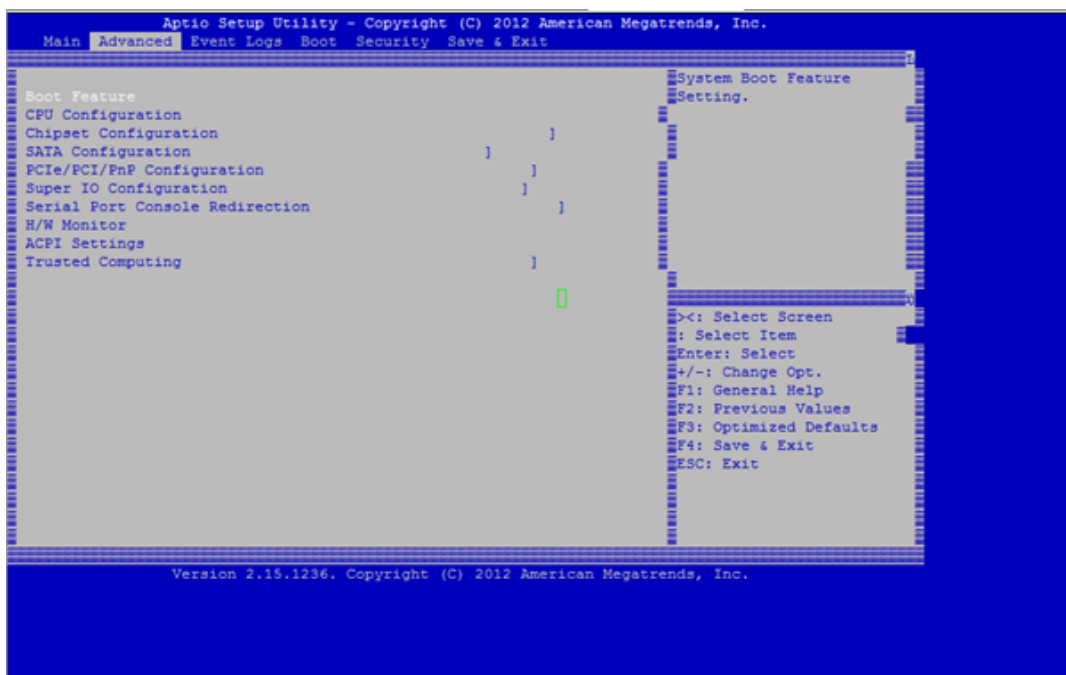 Aptio Setup Utility - Copyright (C) 2012 American Megatrends, Inc.
Main Advanced Event Logs Boot Security Save & Exit
Boot Feature
CPU Configuration
Chipset Configuration ]
SATA Configuration ]
PCIe/PCI/PnP Configuration ]
Super IO Configuration ]
Serial Port Console Redirection ]
H/W Monitor
ACPI Settings
Trusted Computing ]
System Boot Feature
Setting.
><: Select Screen
: Select Item
Enter: Select
+/-: Change Opt.
F1: General Help
F2: Previous Values
F3: Optimized Defaults
F4: Save & Exit
ESC: Exit
Version 2.15.1236. Copyright (C) 2012 American Megatrends, Inc.